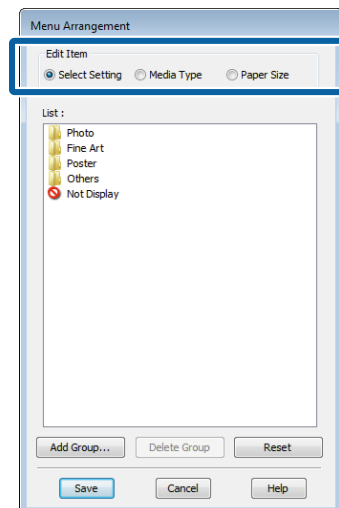 Menu Arrangement
Edit Item
Select Setting Media Type Paper Size
List :
Photo
Fine Art
Poster
Others
Not Display
Add Group... Delete Group Reset
Save Cancel Help